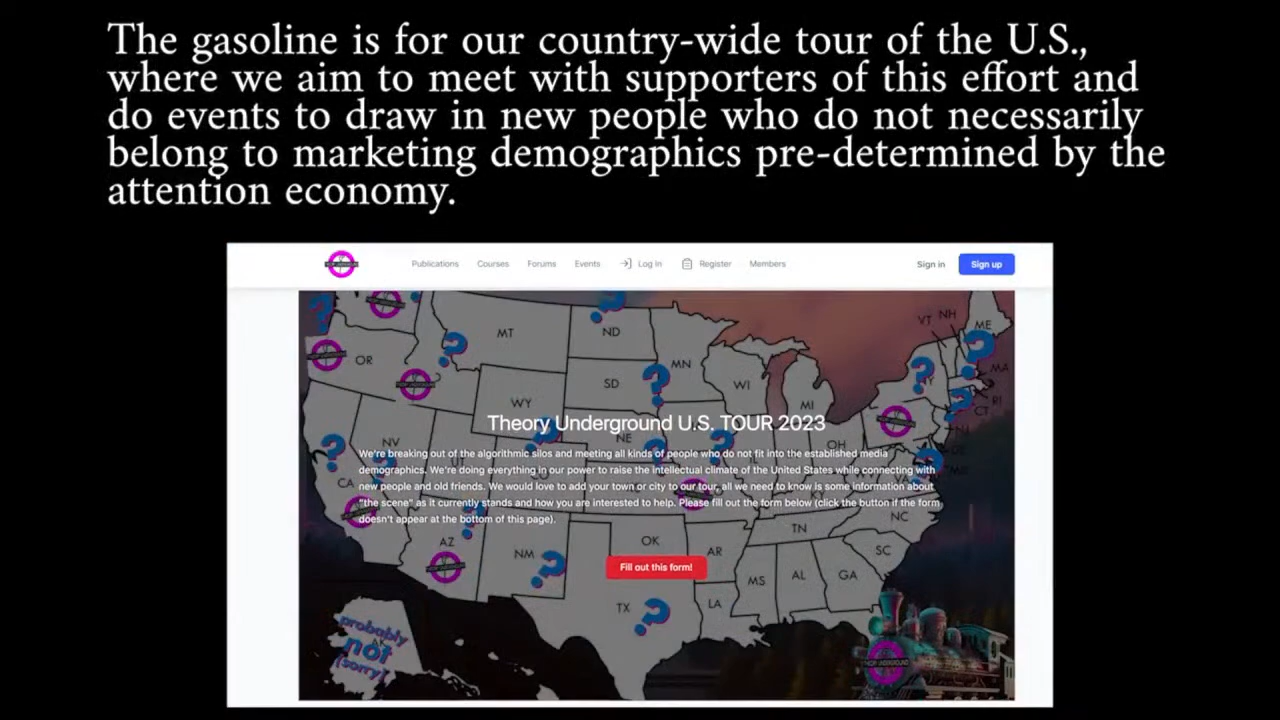 The gasoline is for our country-wide tour of the U.S.,
where we aim to meet with supporters of this effort and
do events to draw in new people who do not necessarily
belong to marketing demographics pre-determined by the
attention economy.
Publications Courses Forums Events Log In Register Members Sign in Sign up
VT NH
MT ND ME
OR MN MA
SD WI RI
WY MI CT
Theory Underground U.S. TOUR 2023
NV NE OH
We're breaking out of the algorithmic silos and meeting all kinds of people who do not fit into the established media
demographics. We're doing everything in our power to raise the intellectual climate of the United States while connecting with
CA
new people and old friends. We would love to add your town or city to our tour, all we need to know is some information about
"the scene" as it currently stands and how you are interested to help. Please fill out the form below (click the button if the form
doesn't appear at the bottom of this page).
NC
TN
AZ OK
NM AR SC
Fill out this form!
MS AL GA
TX LA
probably
AK
not
(sorry)